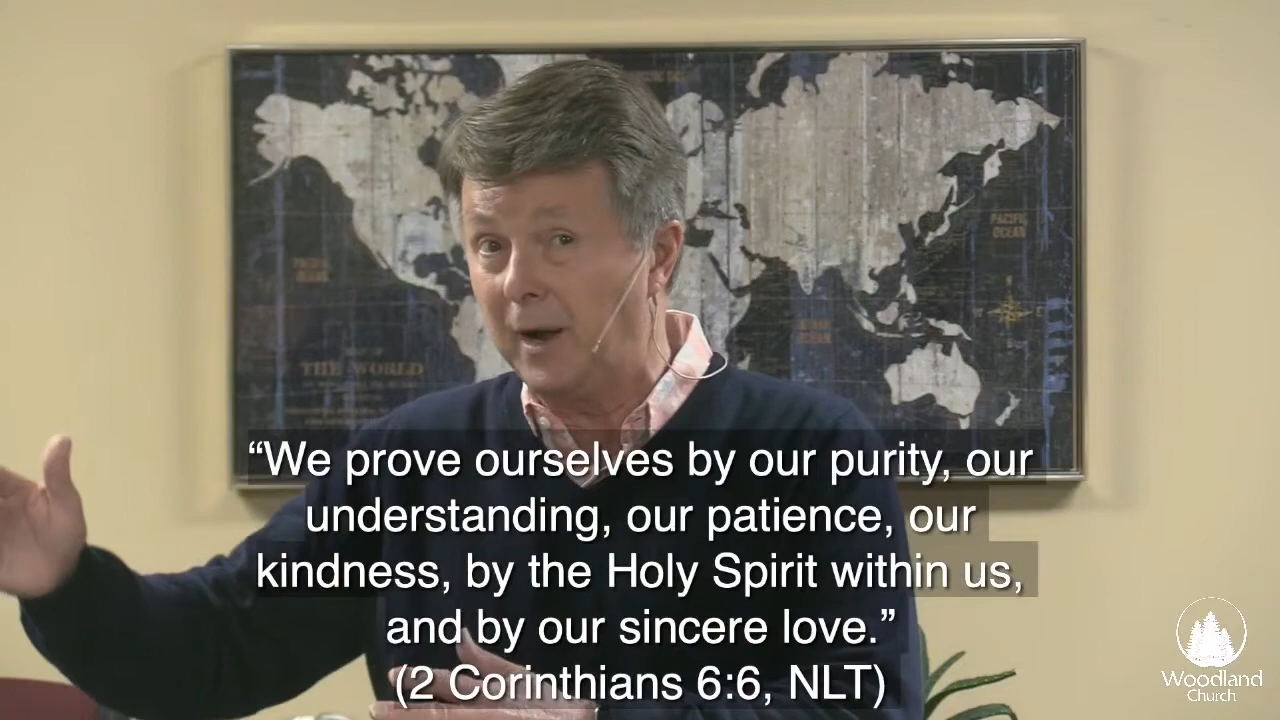 PACIFIC
OCEAN
THE WORLD
“We prove ourselves by our purity, our
understanding, our patience, our
kindness, by the Holy Spirit within us,
and by our sincere love.”
(2 Corinthians 6:6, NLT)
Woodland
Church